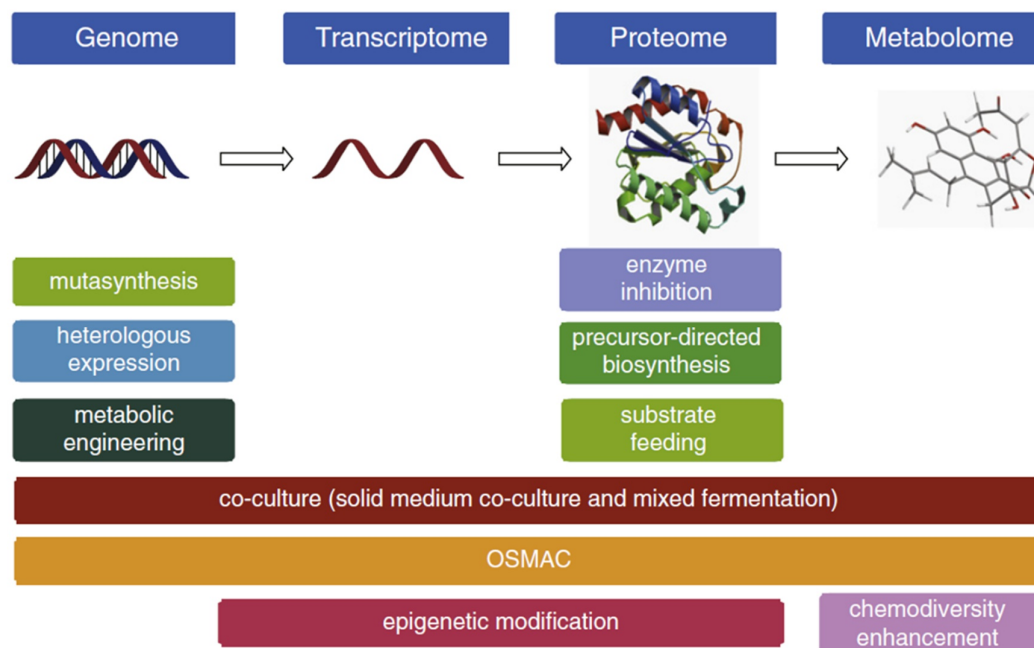 Genome
Transcriptome
Proteome
Metabolome
mutasynthesis
enzyme
inhibition
heterologous
expression
precursor-directed
biosynthesis
metabolic
engineering
substrate
feeding
co-culture (solid medium co-culture and mixed fermentation)
OSMAC
epigenetic modification
chemodiversity
enhancement